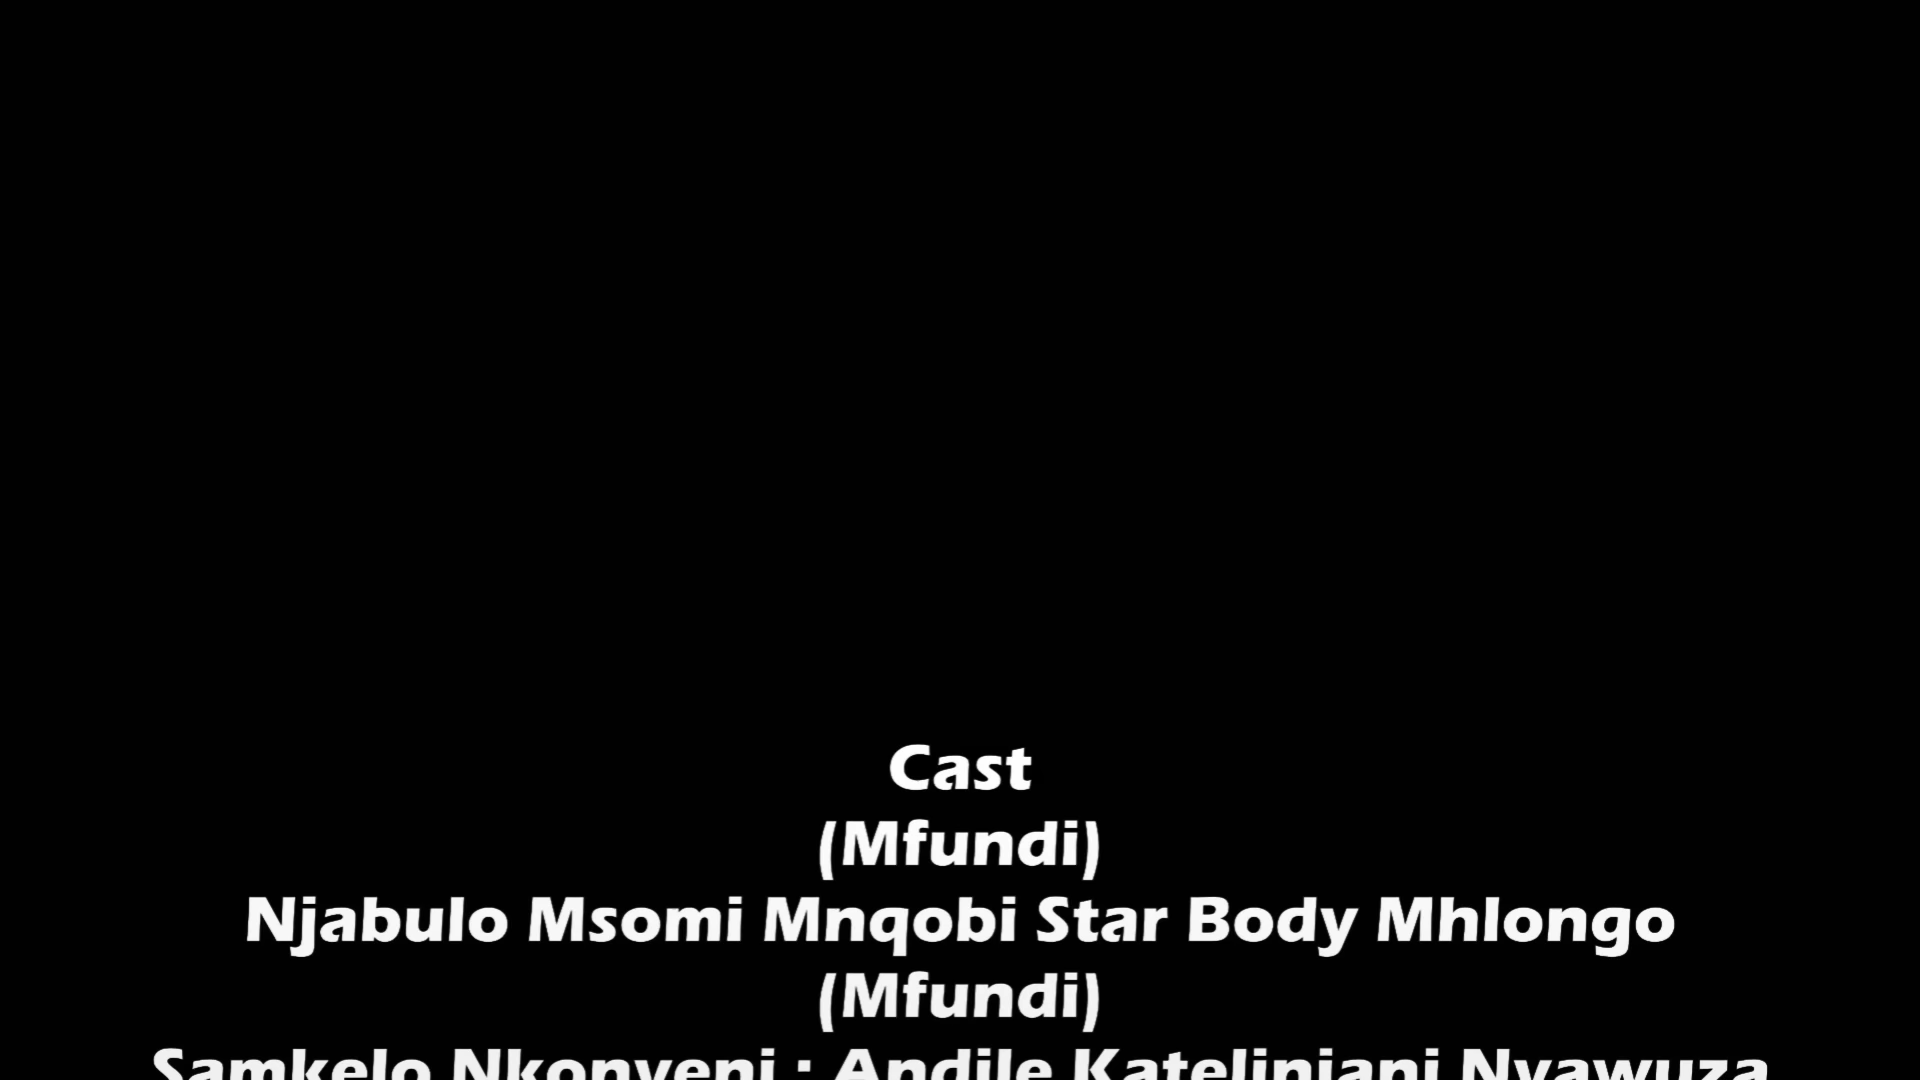 Cast
(Mfundi)
Njabulo Msomi Mnqobi Star Body Mhlongo
(Mfundi)
Samkelo Nkonyeni : Andile Katelinjani Nyawuza